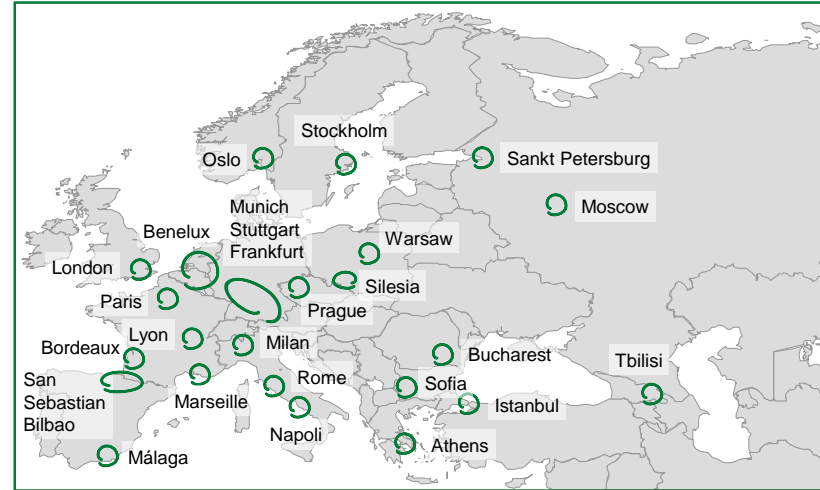 Stockholm
Oslo
Sankt Petersburg
Moscow
Munich
Stuttgart
Frankfurt
Benelux
Warsaw
London
Silesia
Paris
Prague
Lyon
Milan
Bordeaux
Bucharest
Tbilisi
San
Sebastian
Bilbao
Marseille
Rome
Sofia
Istanbul
Napoli
Athens
Málaga